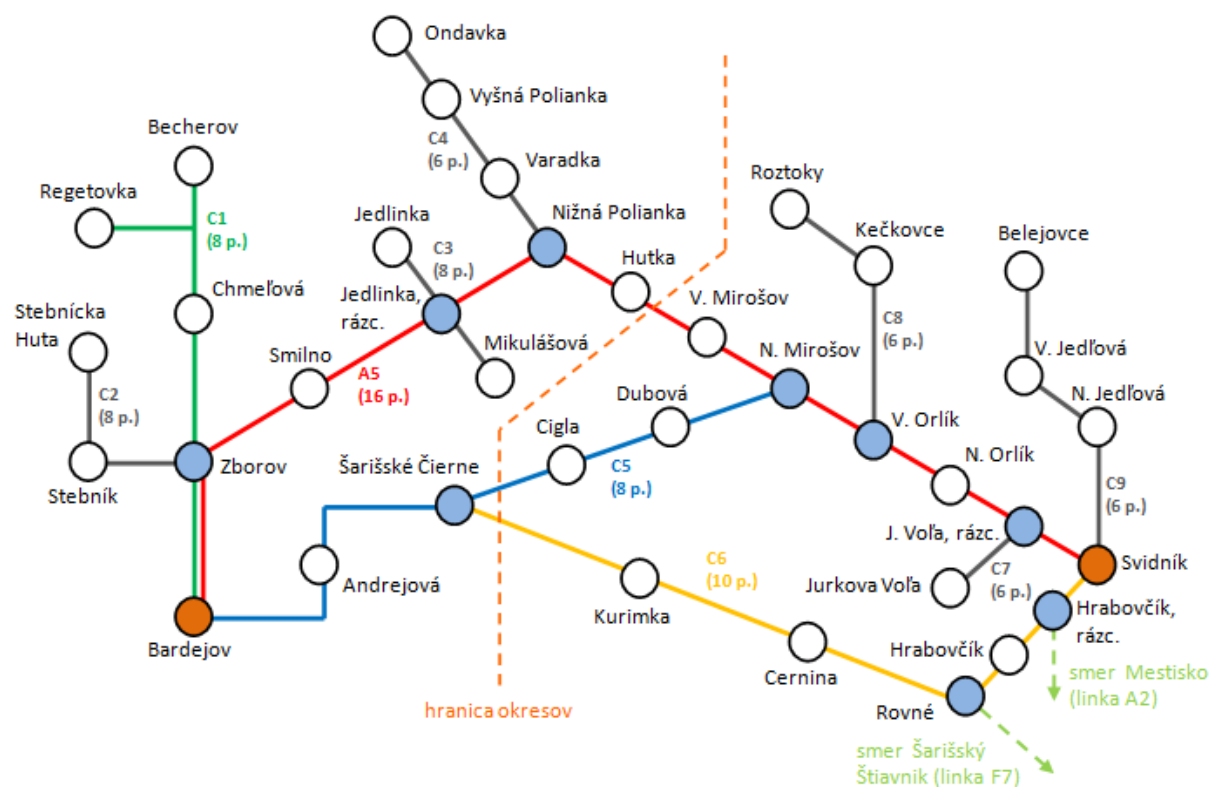 Ondavka
Vyšná Polianka
C4
(6 p.)
Varadka
Becherov
Regetovka
C1
(8 p.)
Jedlinka
C3
(8 p.)
Nižná Polianka
Roztoky
Kečkovce
Belejovce
Hutka
Chmeľová
Jedlinka,
rázc.
V. Mirošov
Stebnícka
Huta
Smilno
Mikulášová
C8
(6 p.)
V. Jedľová
A5
(16 p.)
C2
(8 p.)
Dubová
N. Mirošov
N. Jedľová
Cigla
V. Orlík
Zborov
Šarišské Čierne
C5
(8 p.)
N. Orlík
C9
(6 p.)
Stebník
J. Voľa, rázc.
Andrejová
C6
(10 p.)
Svidník
Jurkova Voľa
C7
(6 p.)
Kurimka
Hrabovčík,
rázc.
Bardejov
Hrabovčík
Cernina
smer Mestisko
(linka A2)
hranica okresov
Rovné
smer Šarišský
Štiavnik (linka F7)